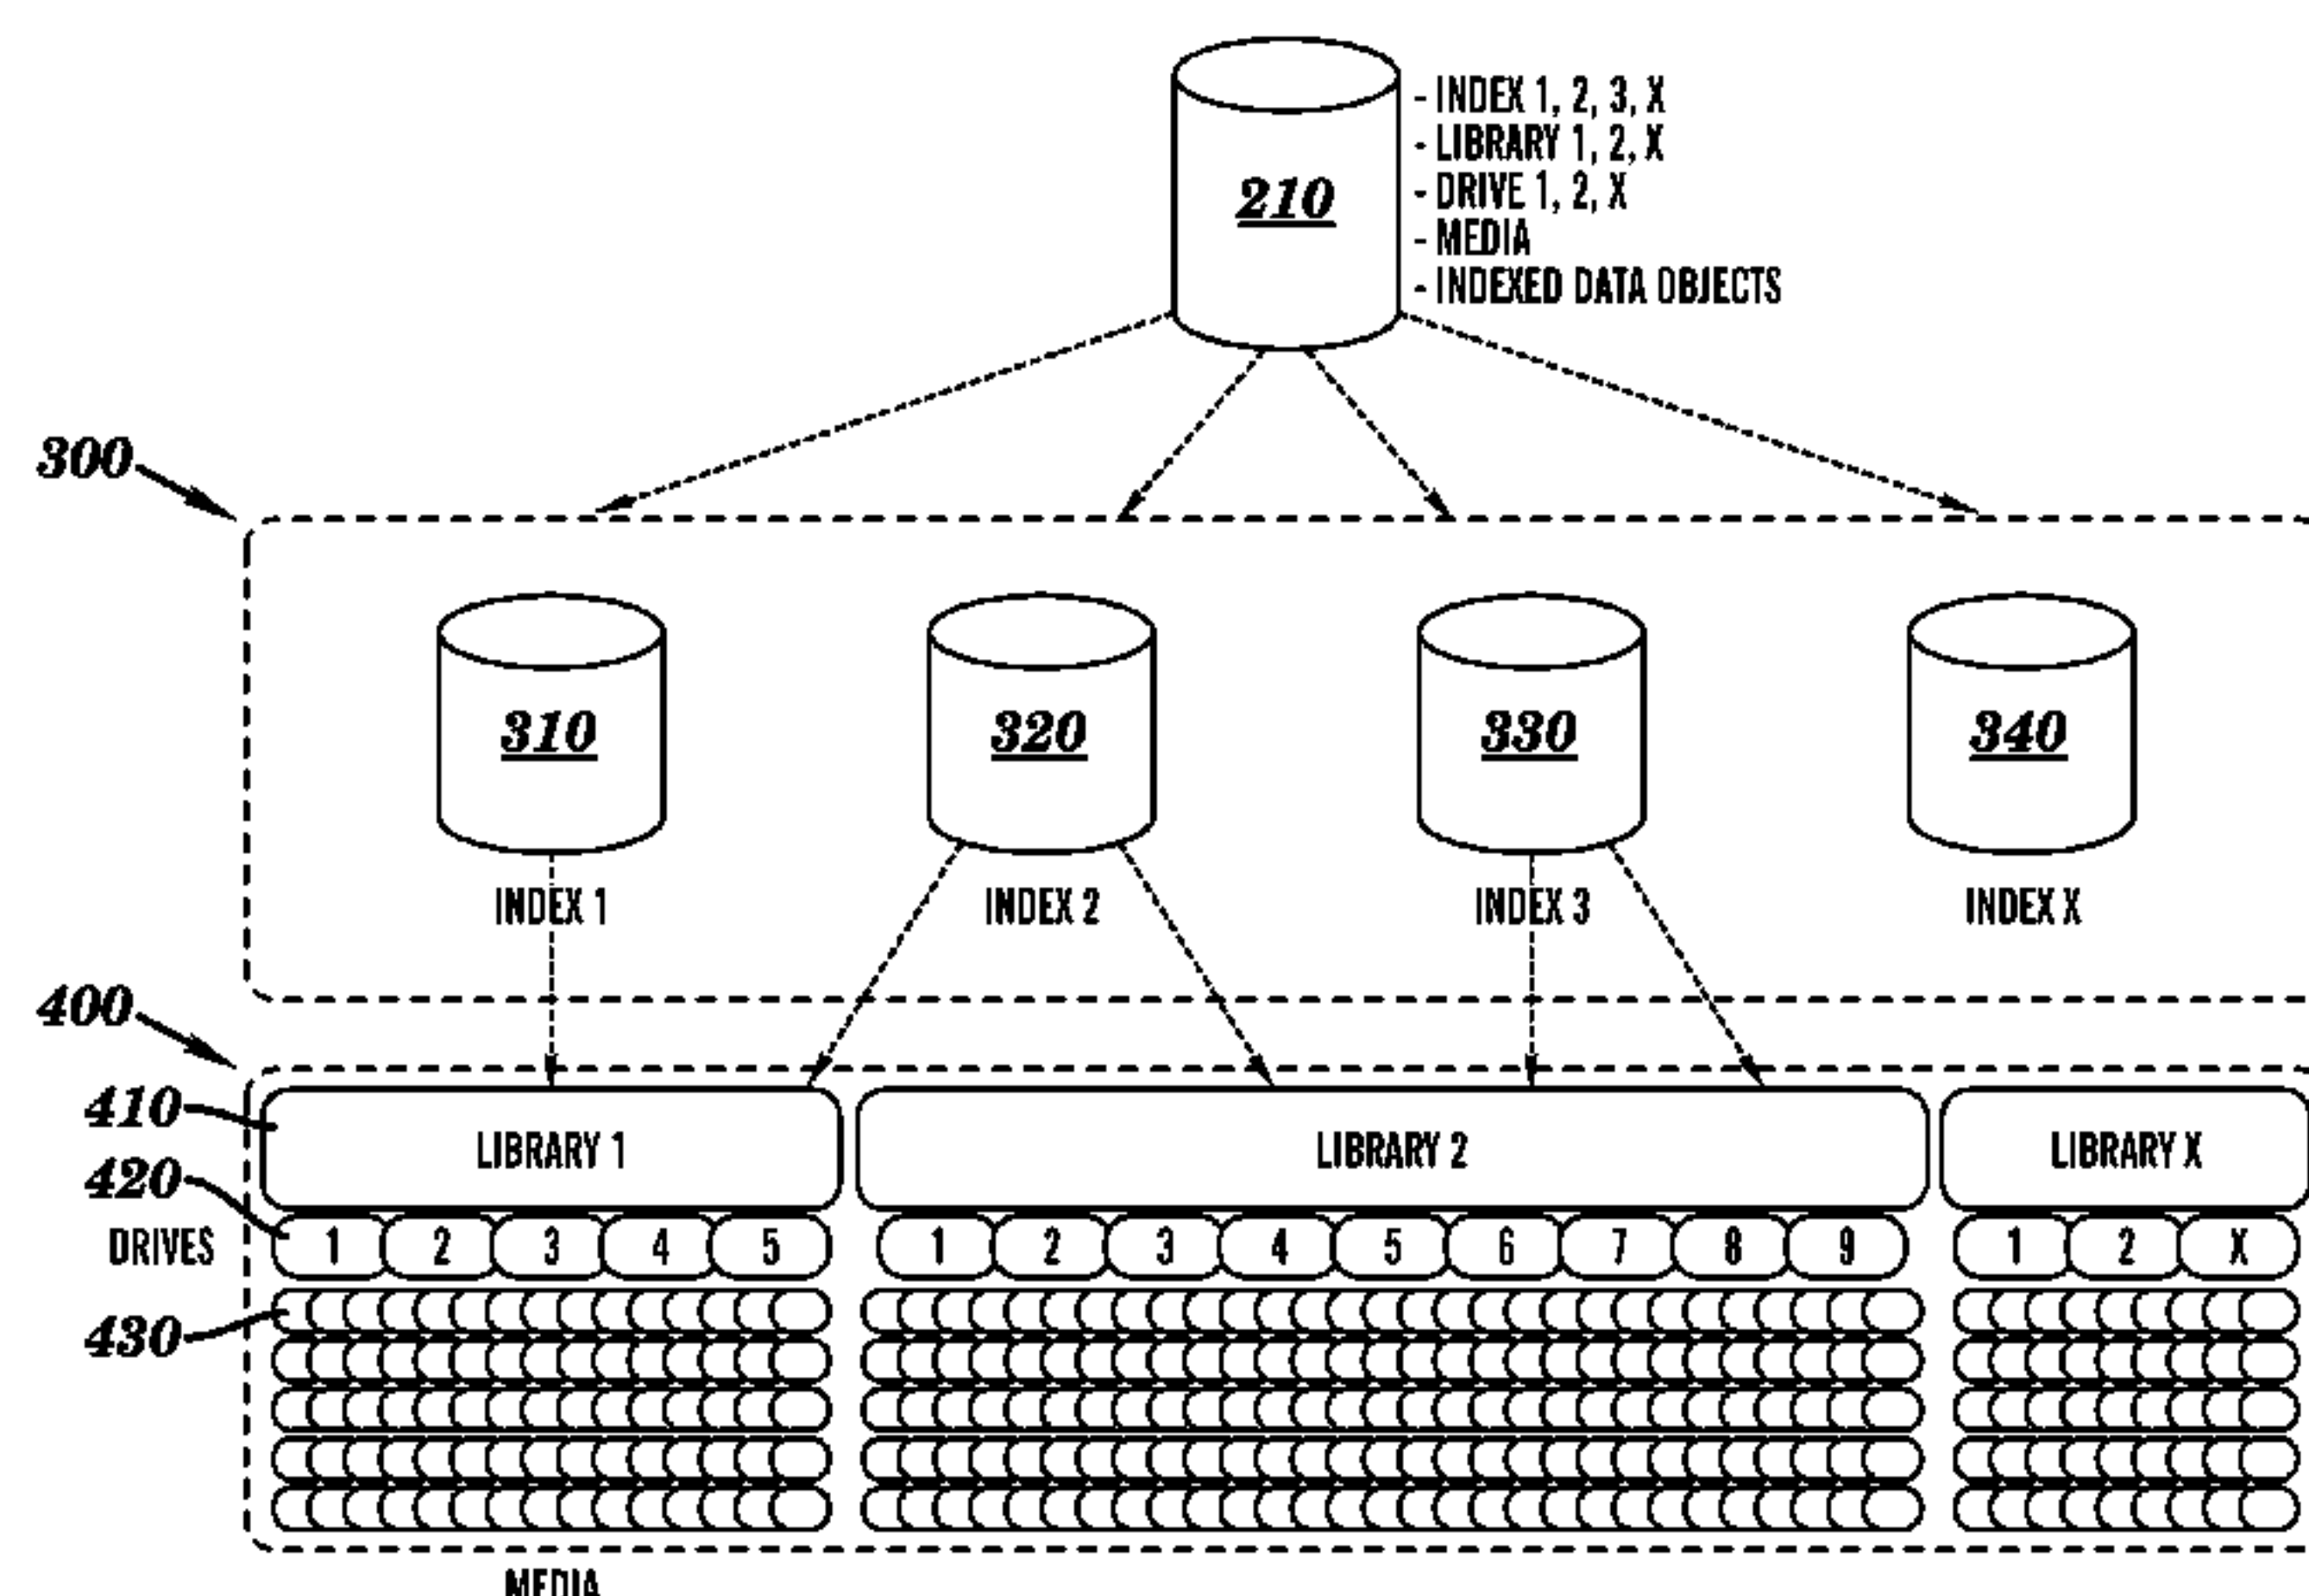 - INDEX 1, 2, 3, X
- LIBRARY 1, 2, X
210
- DRIVE 1, 2, X
- MEDIA
- INDEXED DATA OBJECTS
300
310 320 330 340
INDEX 1 INDEX 2 INDEX 3 INDEX X
400
410
LIBRARY 1 LIBRARY 2 LIBRARY X
420
DRIVES 1 2 3 4 5 1 2 3 4 5 6 7 8 9 1 2 X
430
MEDIA